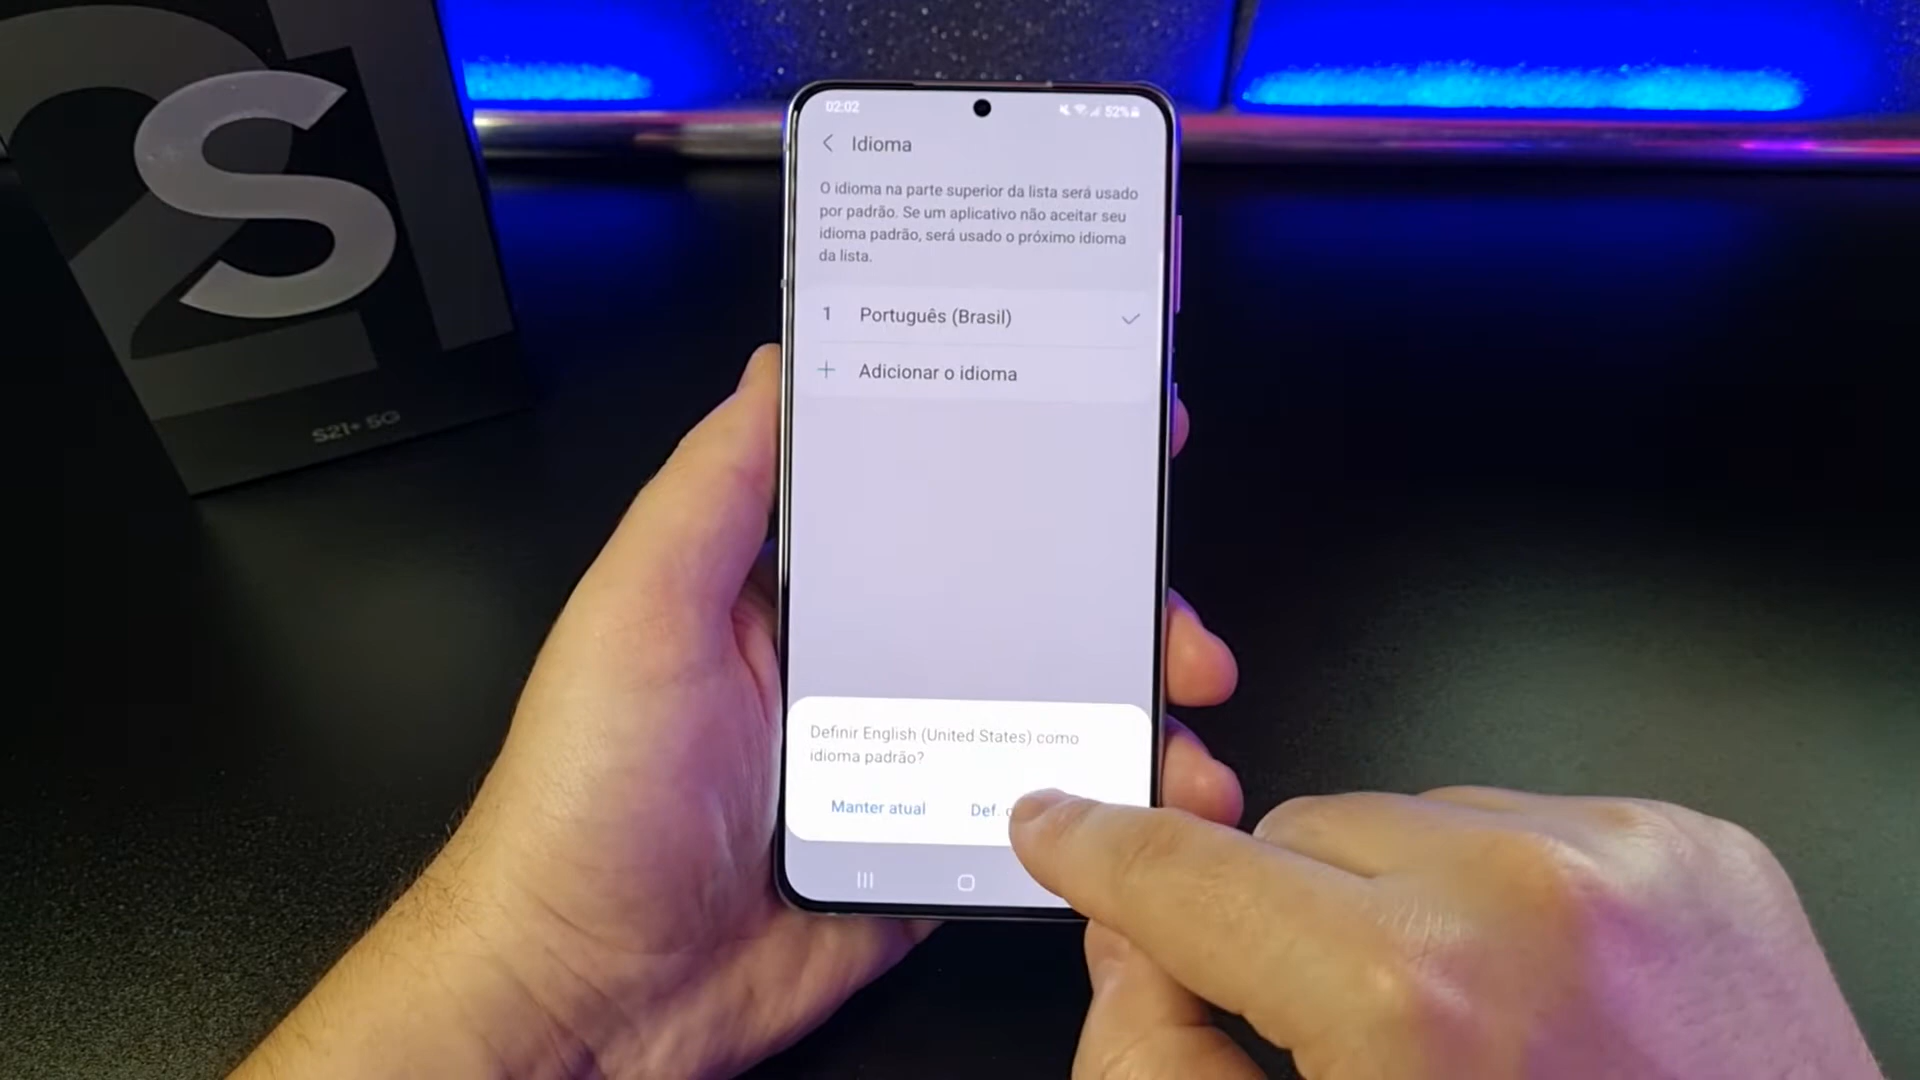 21
S
S21+ 5G
02:02
52%
Idioma
O idioma na parte superior da lista será usado
por padrão. Se um aplicativo não aceitar seu
idioma padrão, será usado o próximo idioma
da lista.
1 Português (Brasil)
+ Adicionar o idioma
Definir English (United States) como
idioma padrão?
Manter atual Def.